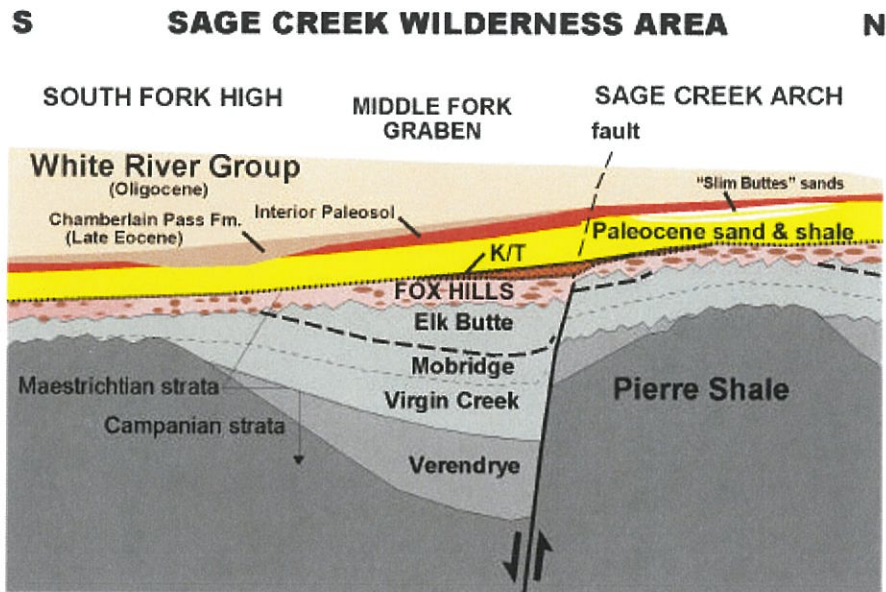 S SAGE CREEK WILDERNESS AREA N
SOUTH FORK HIGH
MIDDLE FORK
GRABEN
SAGE CREEK ARCH
fault
White River Group
(Oligocene)
"Slim Buttes" sands
Chamberlain Pass Fm.
(Late Eocene)
Interior Paleosol
Paleocene sand & shale
K/T
FOX HILLS
Elk Butte
Mobridge
Maestrichtian strata
Virgin Creek
Pierre Shale
Campanian strata
Verendrye